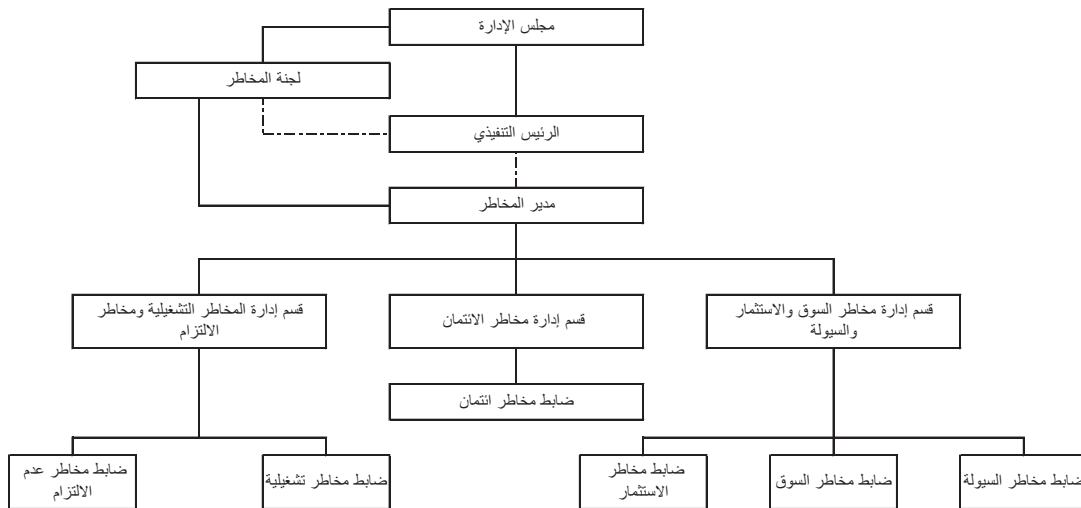 مجلس الإدارة
لجنة المخاطر
الرئيس التنفيذي
مدير المخاطر
قسم إدارة مخاطر السوق والاستثمار
والسيولة
قسم إدارة مخاطر الائتمان
قسم إدارة المخاطر التشغيلية ومخاطر
الالتزام
ضابط مخاطر ائتمان
ضابط مخاطر السيولة
ضابط مخاطر السوق
ضابط مخاطر
الاستثمار
ضابط مخاطر تشغيلية
ضابط مخاطر عدم
الالتزام